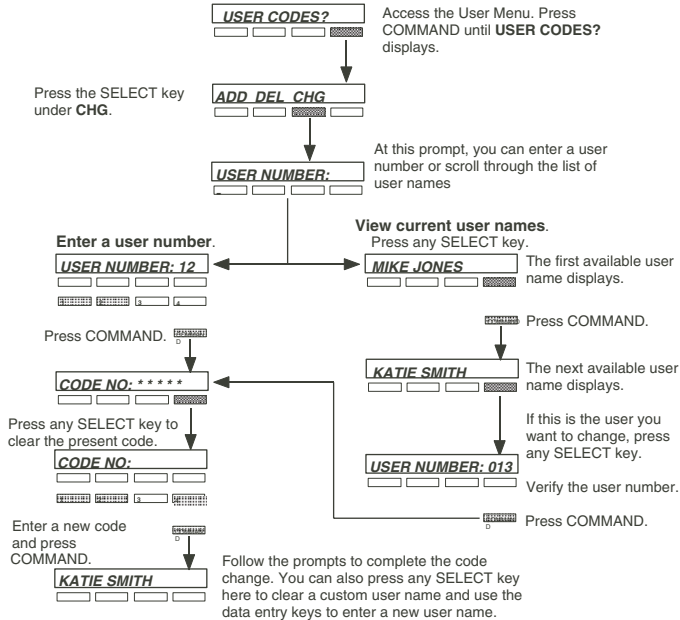 USER CODES?
Access the User Menu. Press
COMMAND until USER CODES?
displays.
Press the SELECT key
under CHG.
ADD DEL CHG
At this prompt, you can enter a user
number or scroll through the list of
user names
USER NUMBER:
_
Enter a user number.
USER NUMBER: 12
3 4
Press COMMAND.
D
CODE NO: * * * * *
Press any SELECT key to
clear the present code.
CODE NO:
3
Enter a new code
and press
COMMAND.
D
KATIE SMITH
View current user names.
Press any SELECT key.
MIKE JONES
The first available user
name displays.
Press COMMAND.
D
KATIE SMITH
The next available user
name displays.
If this is the user you
want to change, press
any SELECT key.
USER NUMBER: 013
Verify the user number.
Press COMMAND.
D
Follow the prompts to complete the code
change. You can also press any SELECT key
here to clear a custom user name and use the
data entry keys to enter a new user name.